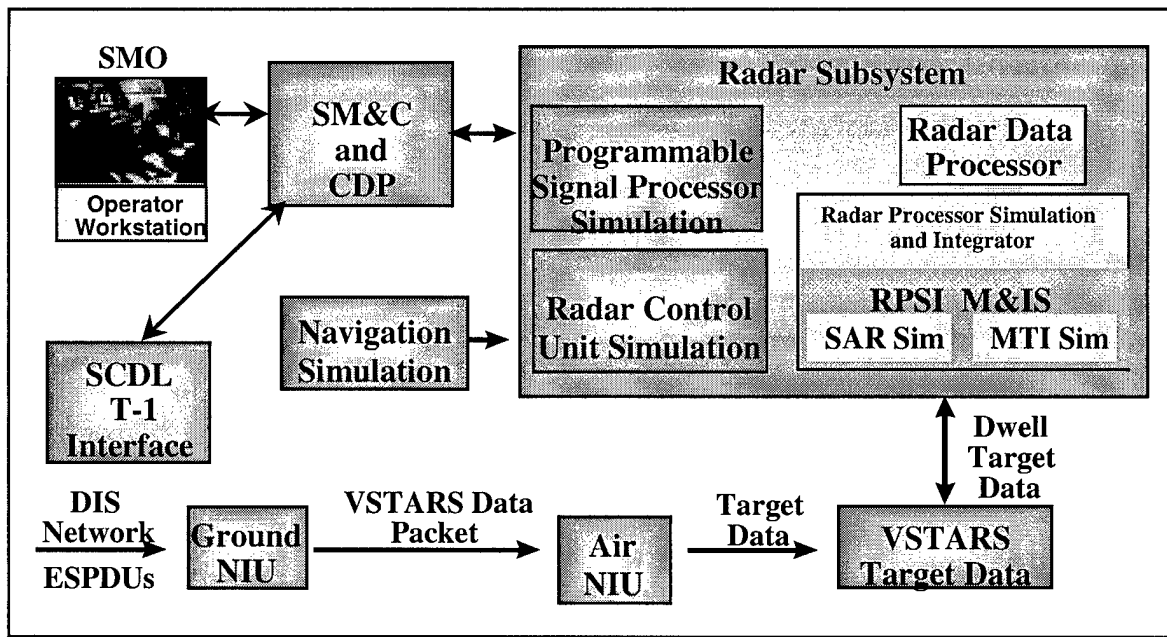 SMO
Operator
Workstation
SM&C
and
CDP
Radar Subsystem
Programmable
Signal Processor
Simulation
Radar Data
Processor
Radar Processor Simulation
and Integrator
RPSI M&IS
SAR Sim
MTI Sim
Radar Control
Unit Simulation
Navigation
Simulation
SCDL
T-1
Interface
Dwell
Target
Data
DIS
Network
ESPDUs
Ground
NIU
VSTARS Data
Packet
Air
NIU
Target
Data
VSTARS
Target Data